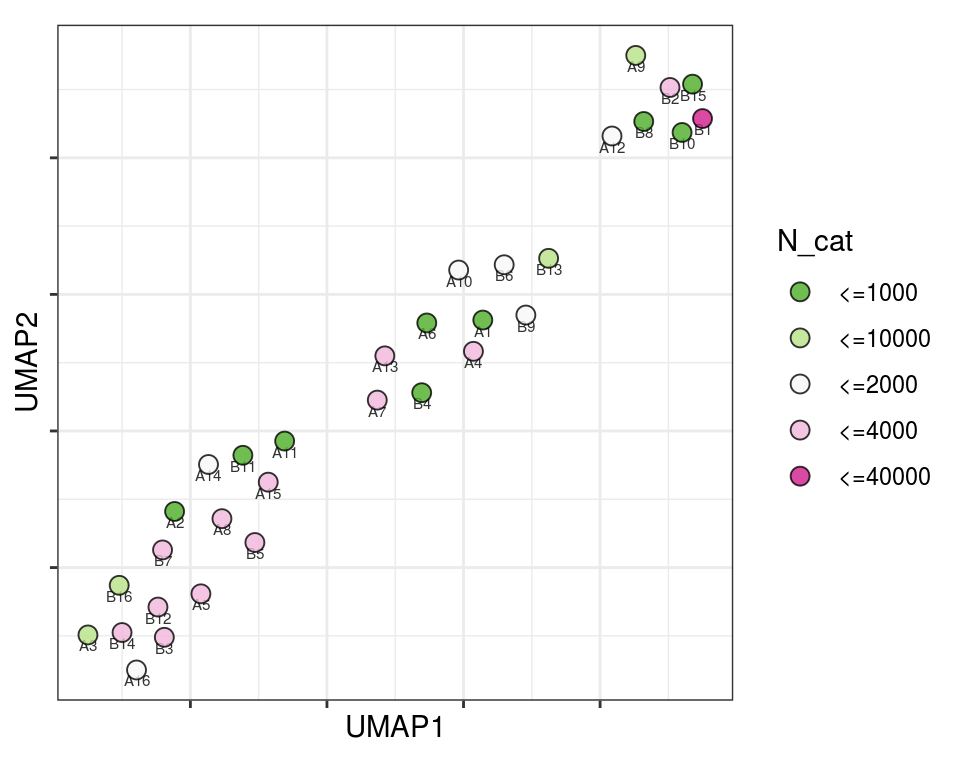 A9
B2
B15
B8
B1
B10
A12
A10
B6
B13
A6
A1
B9
A13
A4
A7
B4
A14
B11
A11
A15
A2
A8
B7
B5
B16
B12
A5
A3
B14
B3
A16
UMAP1
UMAP2
N_cat
<=1000
<=10000
<=2000
<=4000
<=40000